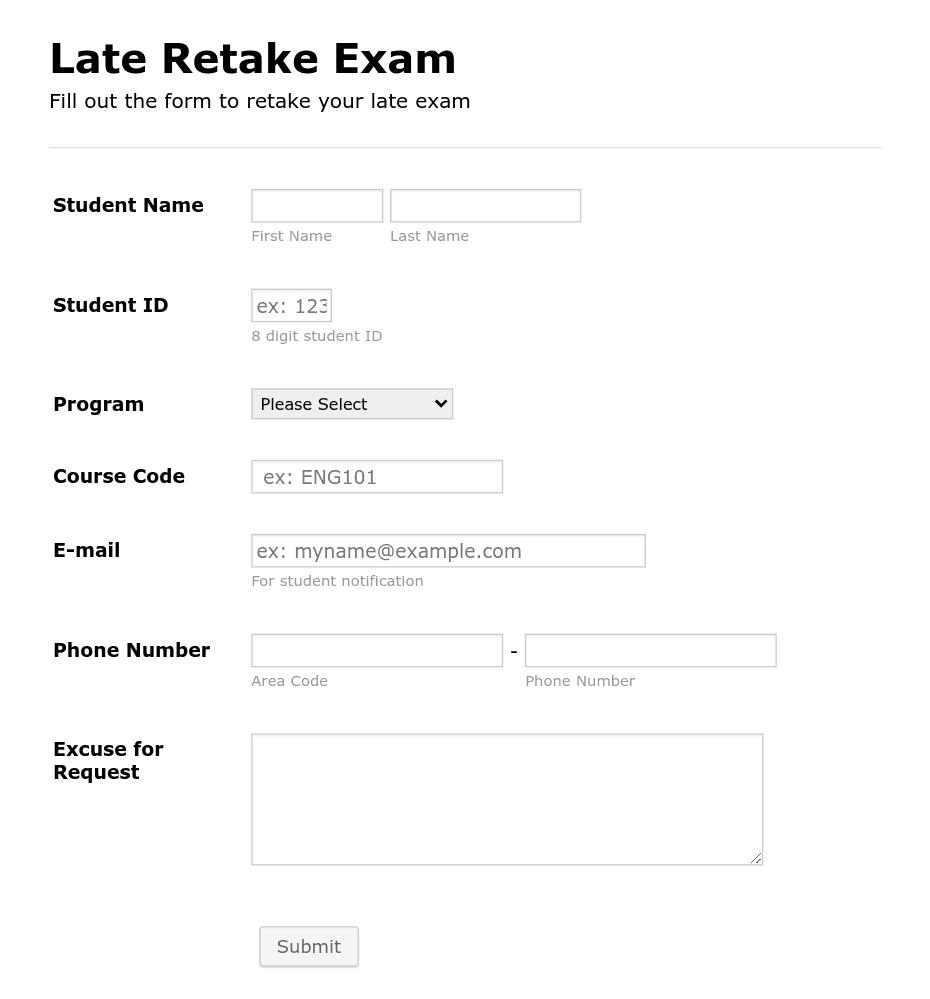 Late Retake Exam
Fill out the form to retake your late exam
Student Name
First Name Last Name
Student ID ex: 123
8 digit student ID
Program Please Select
Course Code ex: ENG101
E-mail ex: myname@example.com
For student notification
Phone Number -
Area Code Phone Number
Excuse for
Request
Submit